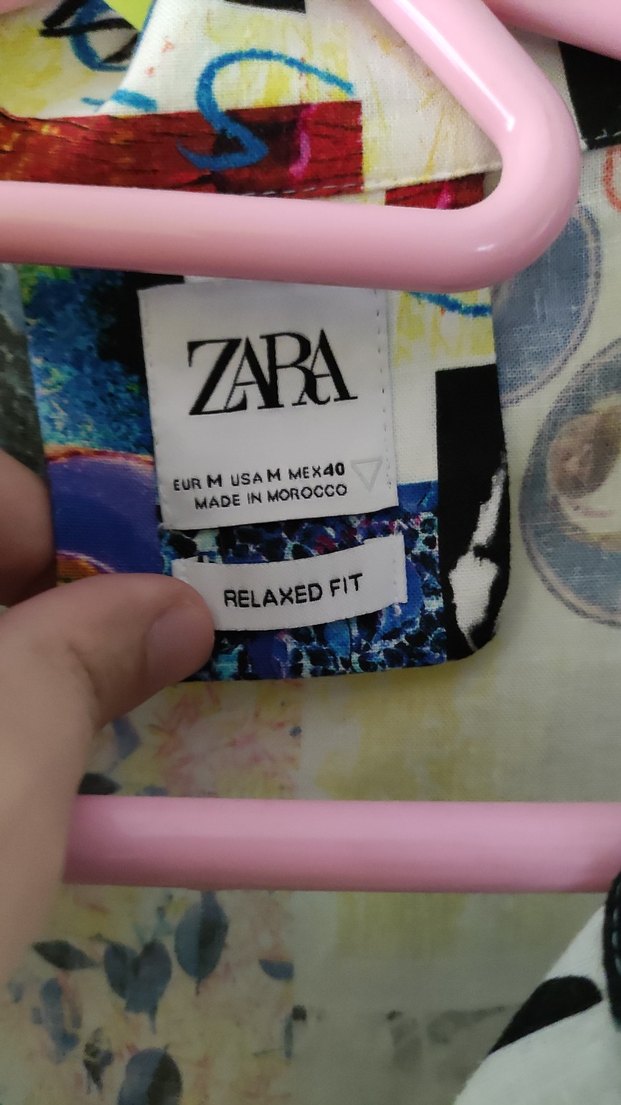 ZARA
EUR M USA M MEX40
MADE IN MOROCCO
RELAXED FIT